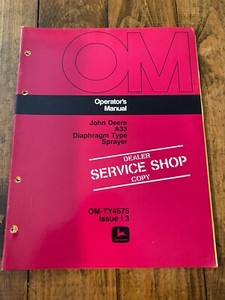 OM
Operator's
Manual
John Deere
A33
Diaphragm Type
Sprayer
DEALER
SERVICE SHOP
COPY
OM-TY4575
Issue I3